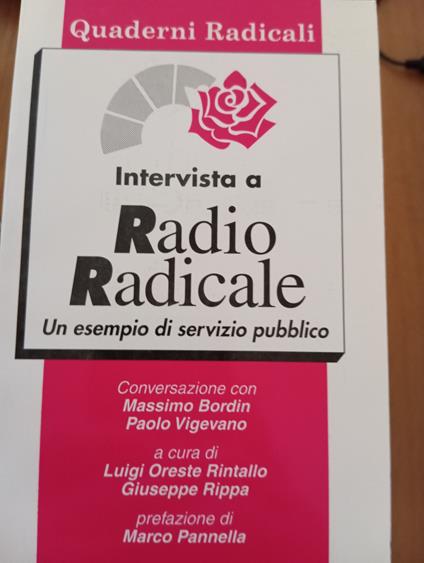 Quaderni Radicali
Intervista a
Radio
Radicale
Un esempio di servizio pubblico
Conversazione con
Massimo Bordin
Paolo Vigevano
a cura di
Luigi Oreste Rintallo
Giuseppe Rippa
prefazione di
Marco Pannella